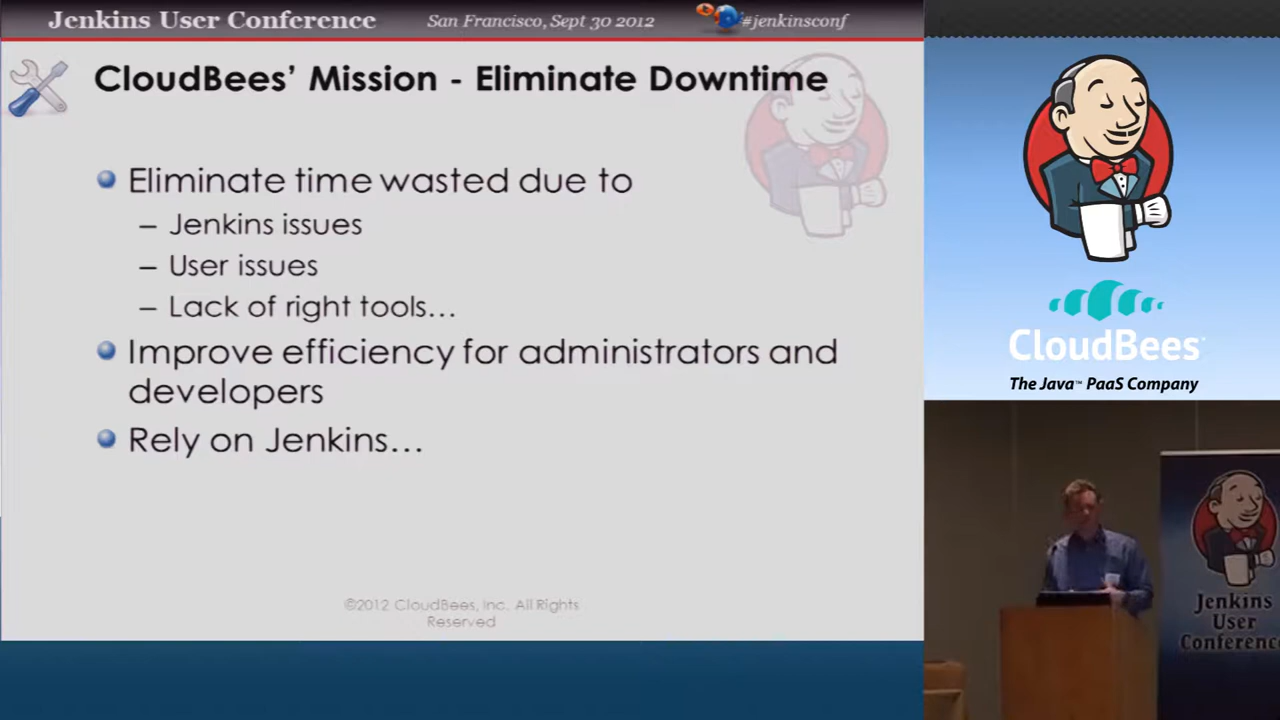 Jenkins User Conference San Francisco, Sept 30 2012 #jenkinsconf
CloudBees’ Mission - Eliminate Downtime
Eliminate time wasted due to
– Jenkins issues
– User issues
– Lack of right tools…
Improve efficiency for administrators and
developers
Rely on Jenkins…
©2012 CloudBees, Inc. All Rights
Reserved
CloudBees
The Java™ PaaS Company
Jenkins
User
Conference